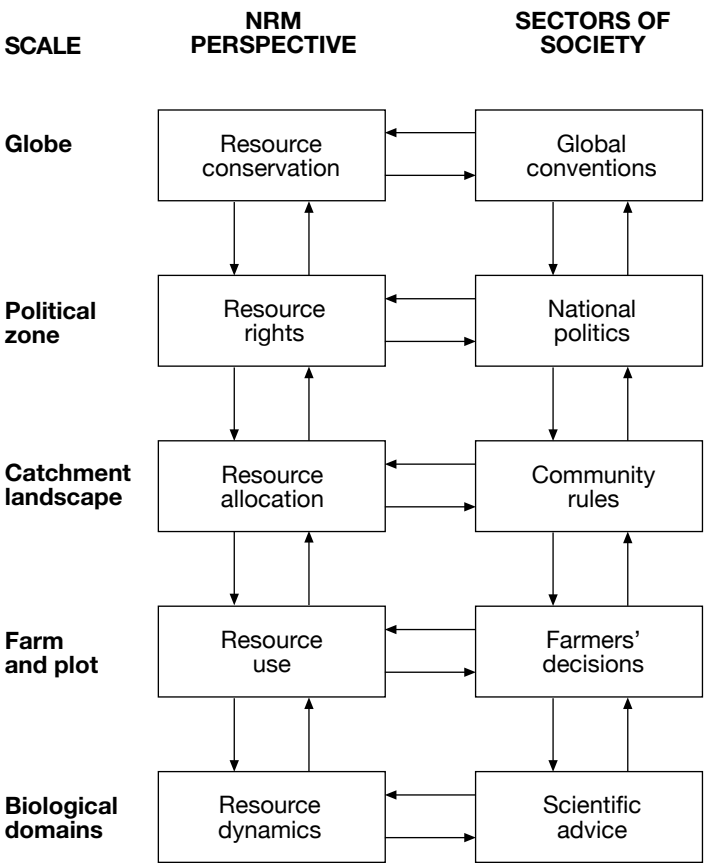 SCALE
NRM
PERSPECTIVE
SECTORS OF
SOCIETY
Globe
Resource
conservation
Global
conventions
Political
zone
Resource
rights
National
politics
Catchment
landscape
Resource
allocation
Community
rules
Farm
and plot
Resource
use
Farmers’
decisions
Biological
domains
Resource
dynamics
Scientific
advice